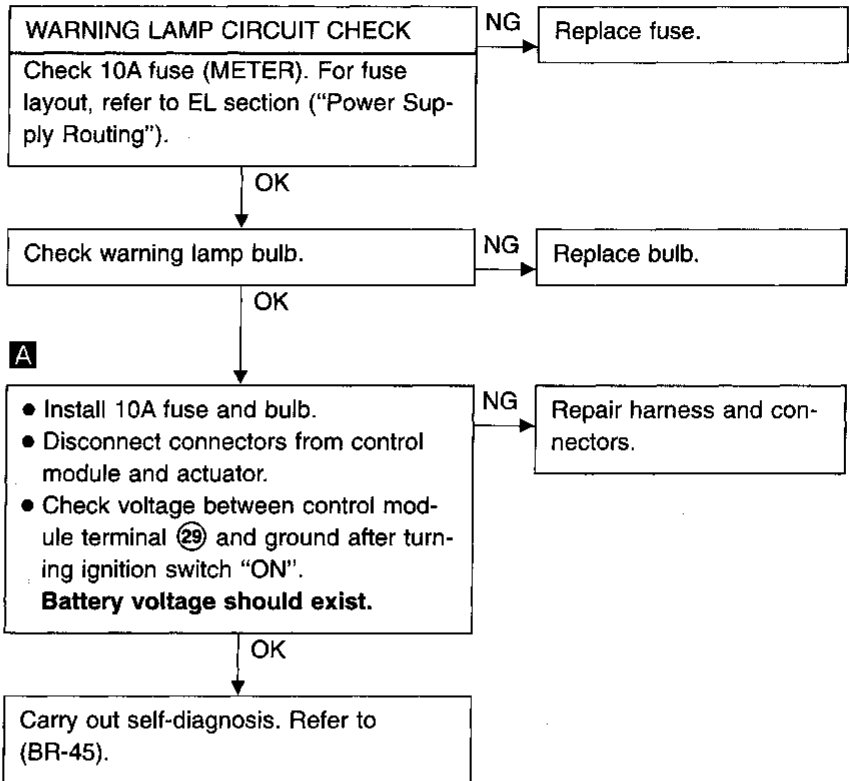 WARNING LAMP CIRCUIT CHECK
Check 10A fuse (METER). For fuse
layout, refer to EL section ("Power Sup-
ply Routing").
NG
Replace fuse.
OK
Check warning lamp bulb.
NG
Replace bulb.
OK
A
● Install 10A fuse and bulb.
● Disconnect connectors from control
module and actuator.
● Check voltage between control mod-
ule terminal ㉙ and ground after turn-
ing ignition switch "ON".
Battery voltage should exist.
NG
Repair harness and con-
nectors.
OK
Carry out self-diagnosis. Refer to
(BR-45).